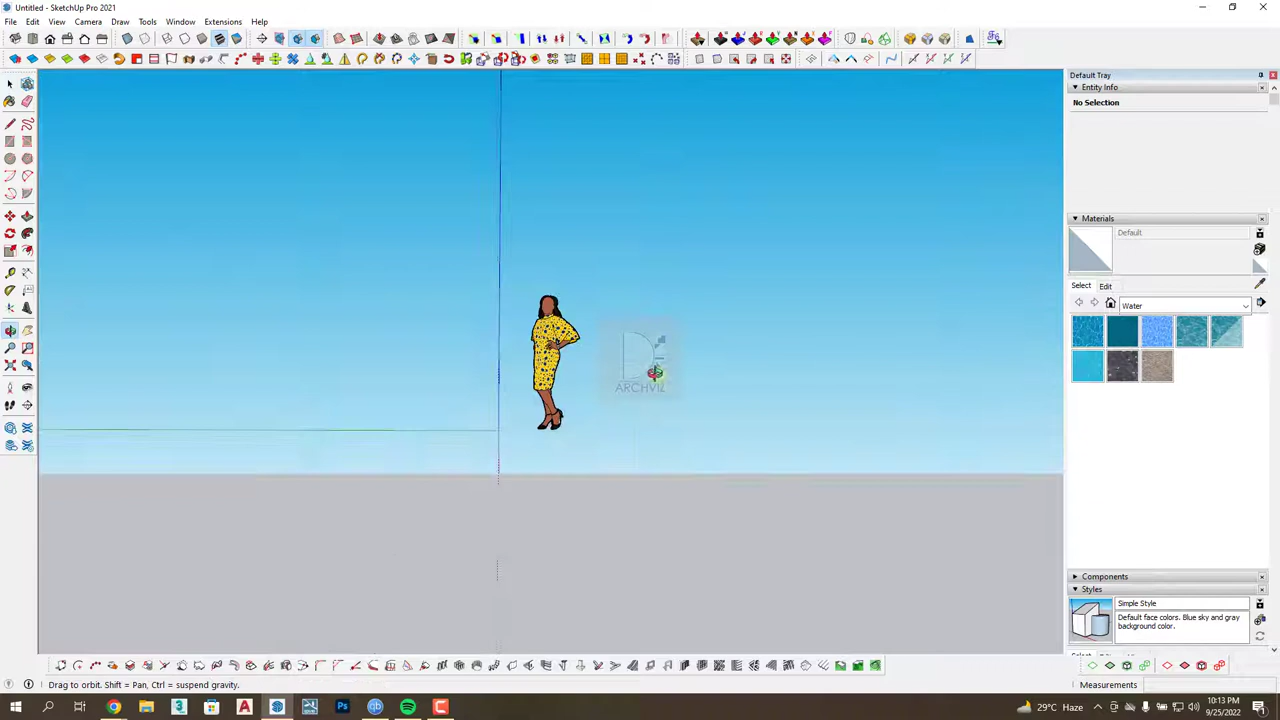 Untitled - SketchUp Pro 2021
File Edit View Camera Draw Tools Window Extensions Help
Default Tray
Entity Info
No Selection
Materials
Default
Select Edit
Water
ARCHVIZ
Components
Styles
Simple Style
Default face colors. Blue sky and gray
background color.
Drag to orbit. Shift = Pan, Ctrl = suspend gravity.
Measurements
29°C Haze
10:13 PM
9/25/2022